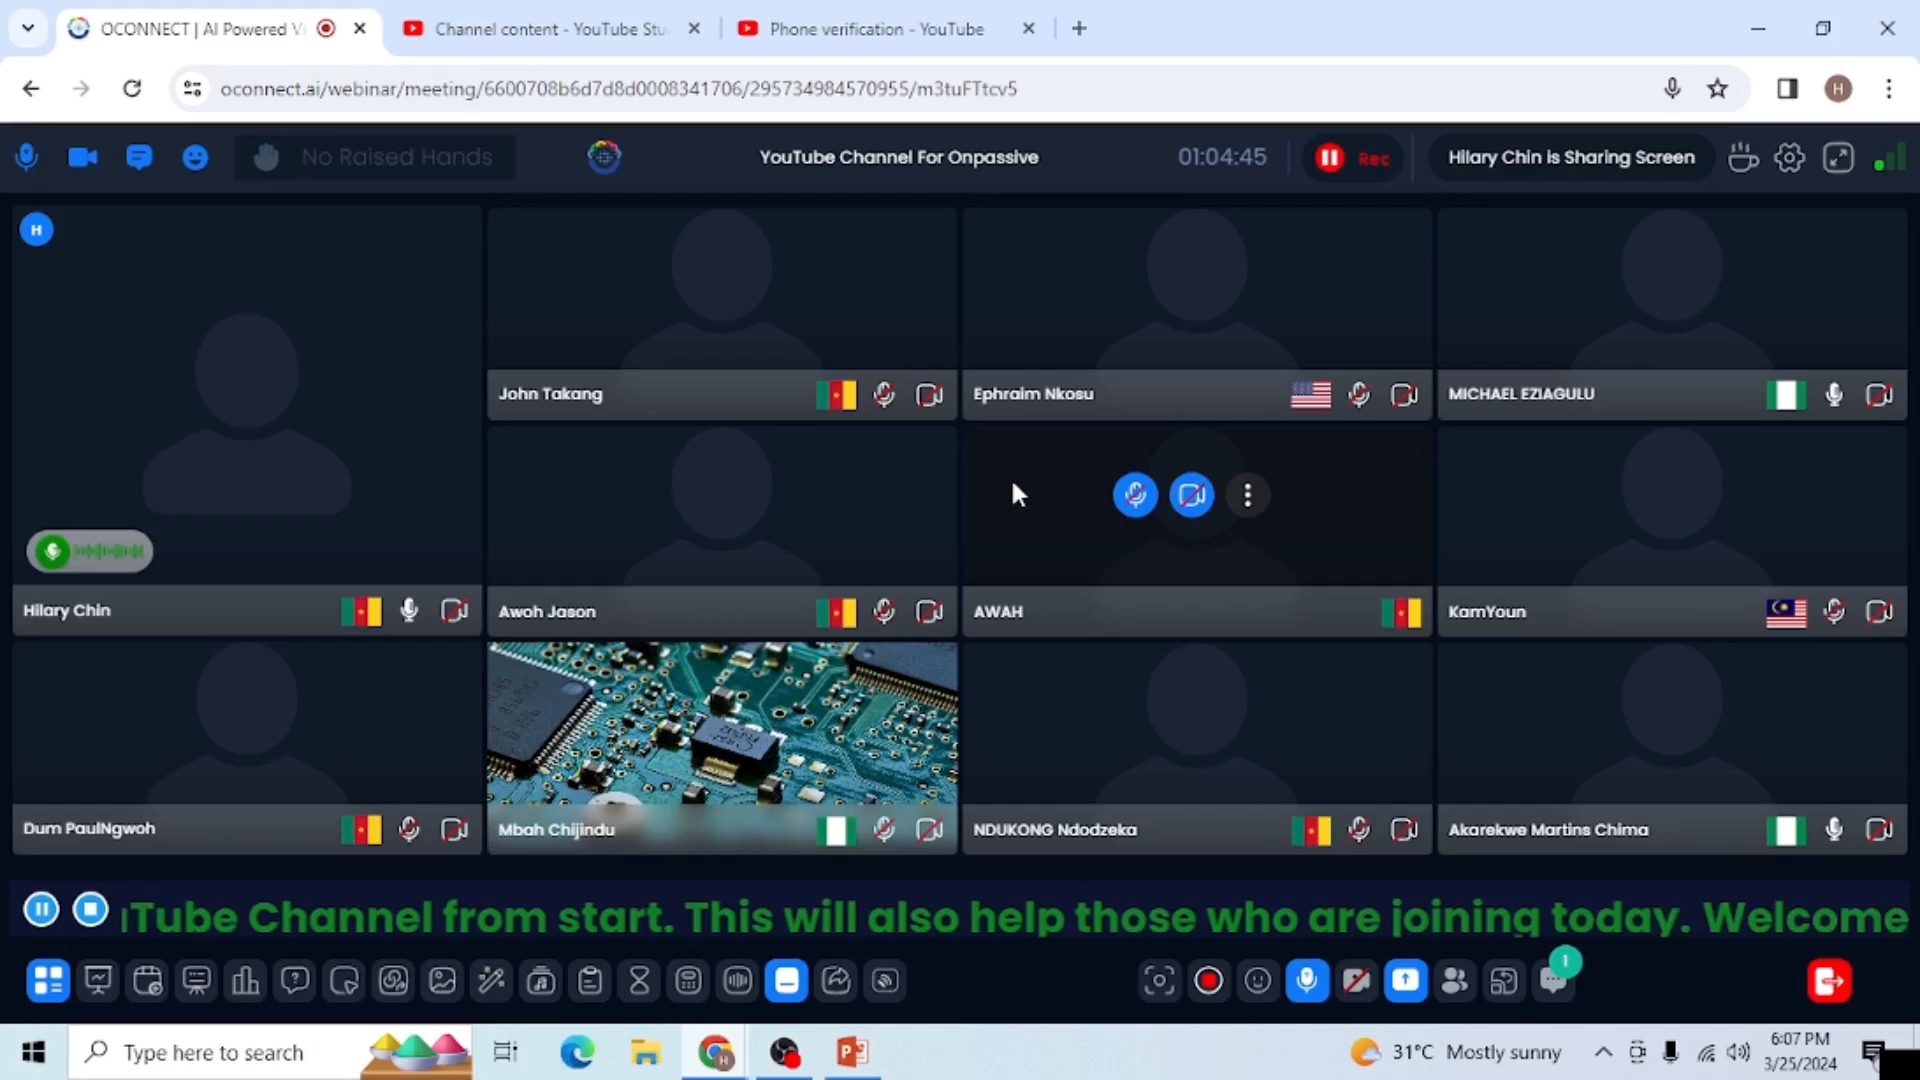 OCONNECT | AI Powered Vi
Channel content - YouTube Stu
Phone verification - YouTube
oconnect.ai/webinar/meeting/6600708b6d7d8d0008341706/295734984570955/m3tuFTtcv5
H
No Raised Hands
YouTube Channel For Onpassive
01:04:45
Rec
Hilary Chin is Sharing Screen
H
John Takang
Ephraim Nkosu
MICHAEL EZIAGULU
Hilary Chin
Awoh Jason
AWAH
KamYoun
Dum PaulNgwoh
Mbah Chijindu
NDUKONG Ndodzeka
Akarekwe Martins Chima
uTube Channel from start. This will also help those who are joining today. Welcome
1
Type here to search
31°C Mostly sunny
6:07 PM
3/25/2024